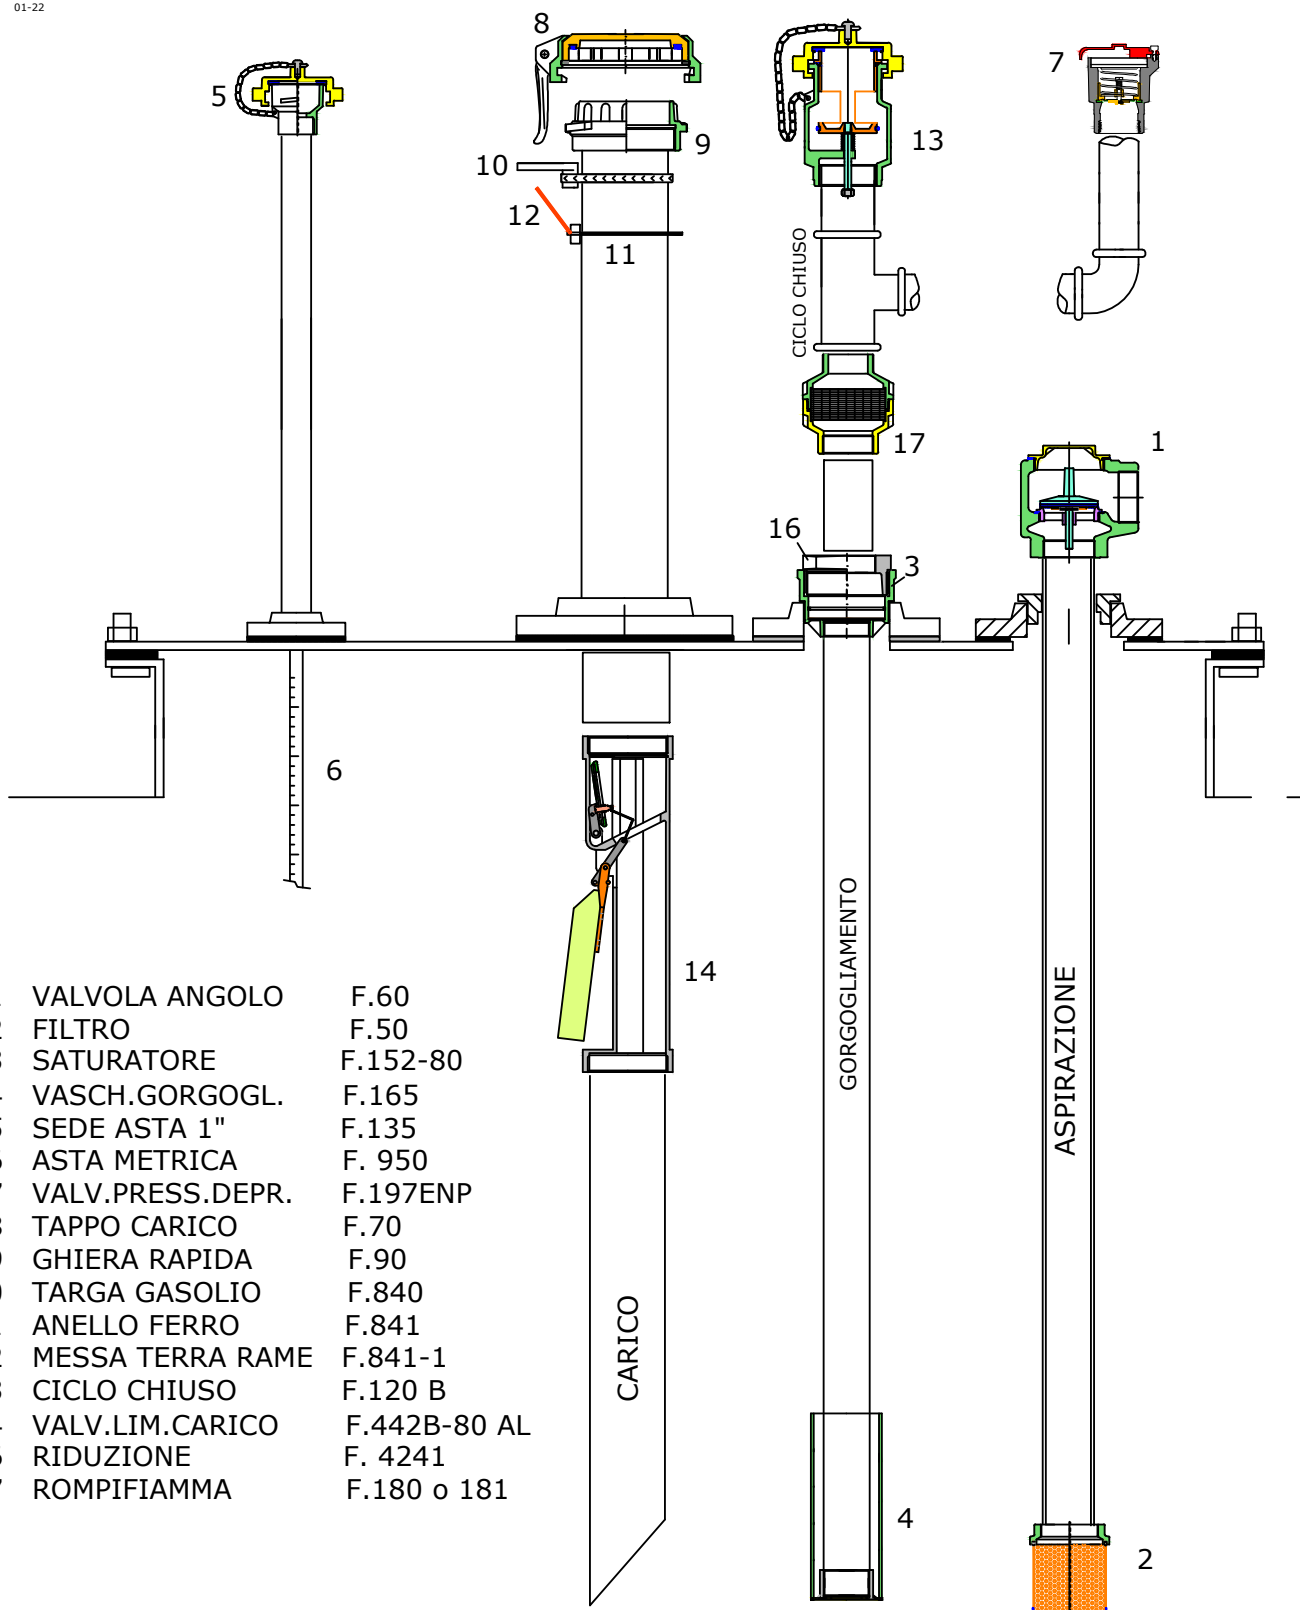 01-22
8
5
7
13
9
10
12
11
CICLO CHIUSO
17
1
16
3
6
14
GORGOGLIAMENTO
ASPIRAZIONE
CARICO
4
2
VALVOLA ANGOLO F.60
FILTRO F.50
SATURATORE F.152-80
VASCH.GORGOGL. F.165
SEDE ASTA 1" F.135
ASTA METRICA F. 950
VALV.PRESS.DEPR. F.197ENP
TAPPO CARICO F.70
GHIERA RAPIDA F.90
TARGA GASOLIO F.840
ANELLO FERRO F.841
MESSA TERRA RAME F.841-1
CICLO CHIUSO F.120 B
VALV.LIM.CARICO F.442B-80 AL
RIDUZIONE F. 4241
ROMPIFIAMMA F.180 o 181